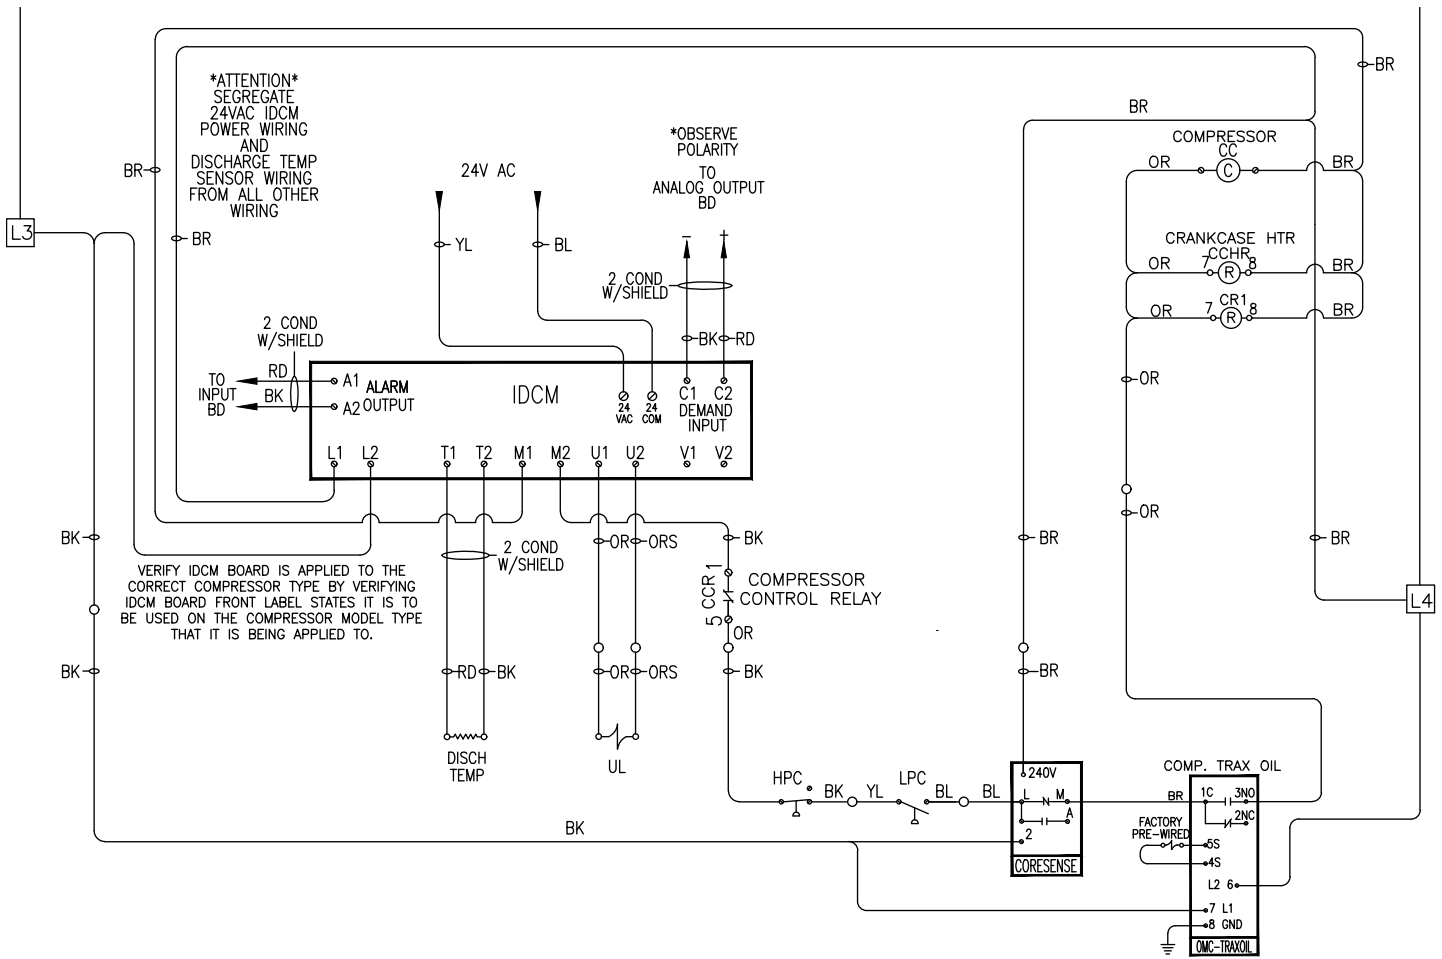 BR
*ATTENTION*
SEGREGATE
24VAC IDCM
POWER WIRING
AND
DISCHARGE TEMP
SENSOR WIRING
FROM ALL OTHER
WIRING
BR
BR
L3
24V AC
YL
BL
*OBSERVE
POLARITY
TO
ANALOG OUTPUT
BD
- +
2 COND
W/SHIELD
BK
RD
BR
COMPRESSOR
CC
OR
C
BR
CRANKCASE HTR
CCHR
OR
7
R
8
BR
CR1
OR
7
R
8
BR
OR
OR
2 COND
W/SHIELD
TO
INPUT
BD
RD
BK
A1
A2
ALARM
OUTPUT
IDCM
24
VAC
24
COM
C1
C2
DEMAND
INPUT
L1
L2
T1
T2
M1
M2
U1
U2
V1
V2
BK
2 COND
W/SHIELD
OR
ORS
BK
BR
BR
L4
VERIFY IDCM BOARD IS APPLIED TO THE
CORRECT COMPRESSOR TYPE BY VERIFYING
IDCM BOARD FRONT LABEL STATES IT IS TO
BE USED ON THE COMPRESSOR MODEL TYPE
THAT IT IS BEING APPLIED TO.
5 CCR 1
COMPRESSOR
CONTROL RELAY
OR
BK
RD
BK
OR
ORS
BK
BR
DISCH
TEMP
UL
HPC
BK
YL
LPC
BL
BL
240V
L
M
A
2
CORESENSE
BK
COMP. TRAX OIL
BR
1C
3NO
2NC
FACTORY
PRE-WIRED
5S
4S
L2 6
7 L1
8 GND
OMC-TRAXOIL
BR